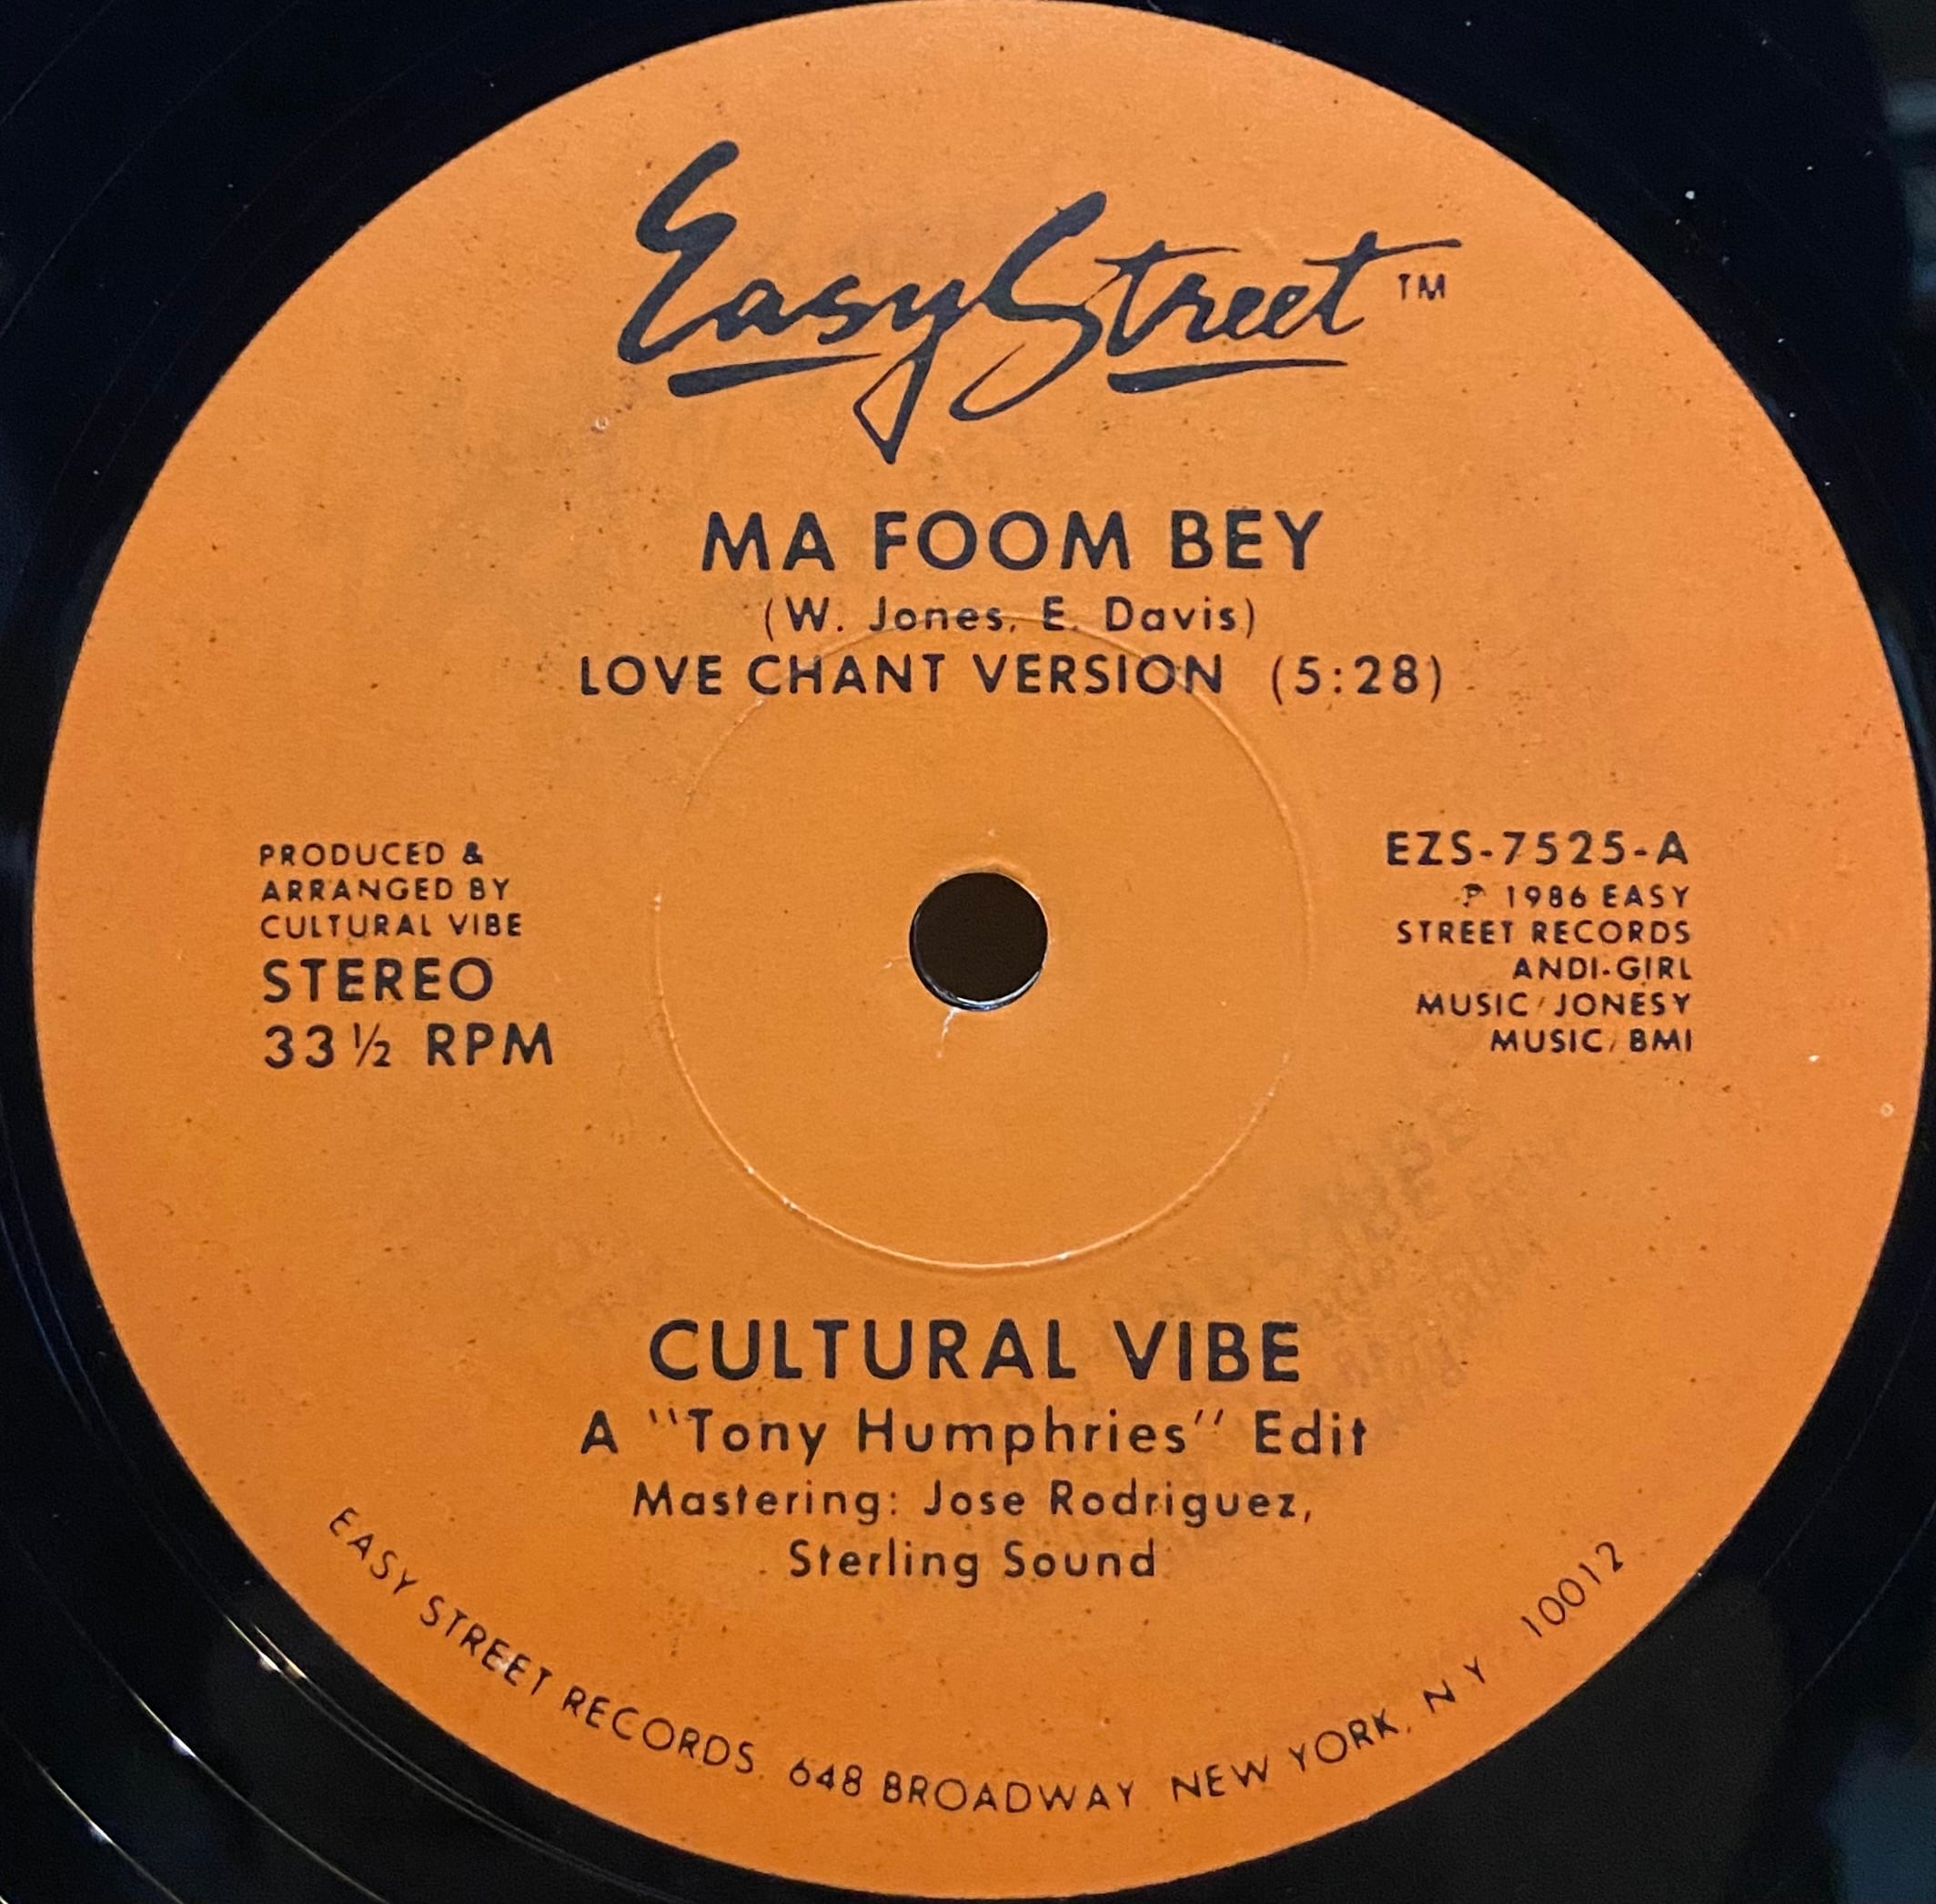 Easy Street TM
MA FOOM BEY
(W. Jones, E. Davis)
LOVE CHANT VERSION (5:28)
PRODUCED &
ARRANGED BY
CULTURAL VIBE
STEREO
33 ½ RPM
EZS-7525-A
℗ 1986 EASY
STREET RECORDS
ANDI-GIRL
MUSIC/JONESY
MUSIC/BMI
CULTURAL VIBE
A "Tony Humphries" Edit
Mastering: Jose Rodriguez,
Sterling Sound
EASY STREET RECORDS. 648 BROADWAY NEW YORK, N Y 10012